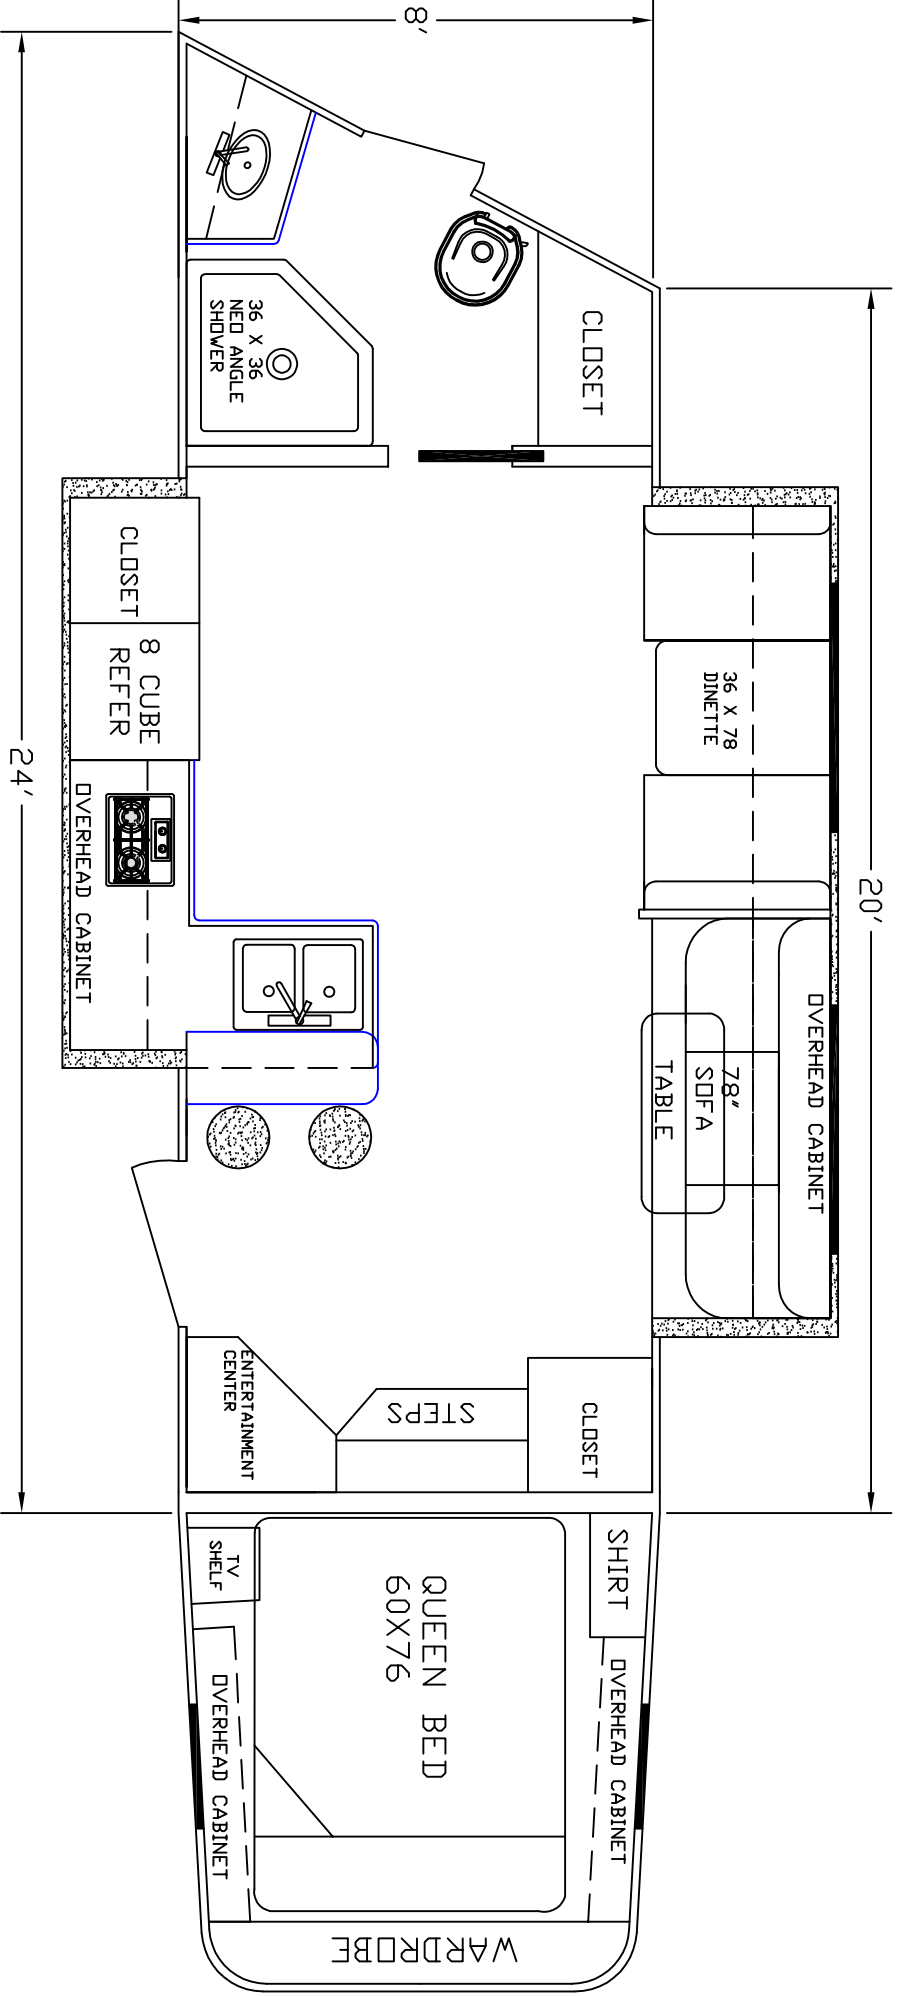 8'
24'
20'
CLOSET
36 X 36
NEO ANGLE
SHOWER
CLOSET
8 CUBE
REFER
OVERHEAD CABINET
36 X 78
DINETTE
OVERHEAD CABINET
78"
SOFA
TABLE
ENTERTAINMENT
CENTER
STEPS
CLOSET
TV
SHELF
SHIRT
QUEEN BED
60X76
OVERHEAD CABINET
OVERHEAD CABINET
WARDROBE